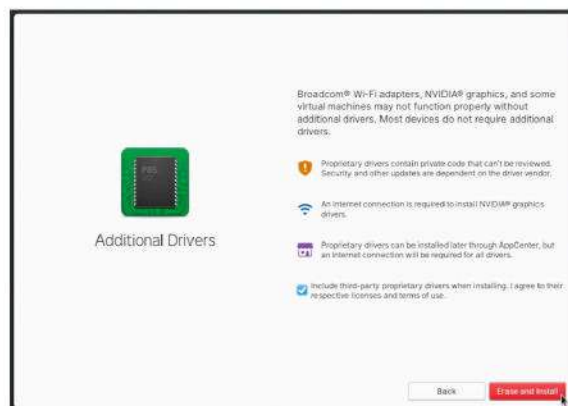 Broadcom® Wi-Fi adapters, NVIDIA® graphics, and some
virtual machines may not function properly without
additional drivers. Most devices do not require additional
drivers.
Proprietary drivers contain private code that can't be reviewed.
Security and other updates are dependent on the driver vendor.
An internet connection is required to install NVIDIA® graphics
drivers.
Additional Drivers
Proprietary drivers can be installed later through AppCenter, but
an Internet connection will be required for all drivers.
Include third-party proprietary drivers when installing. I agree to their
respective licenses and terms of use.
Back
Erase and Install